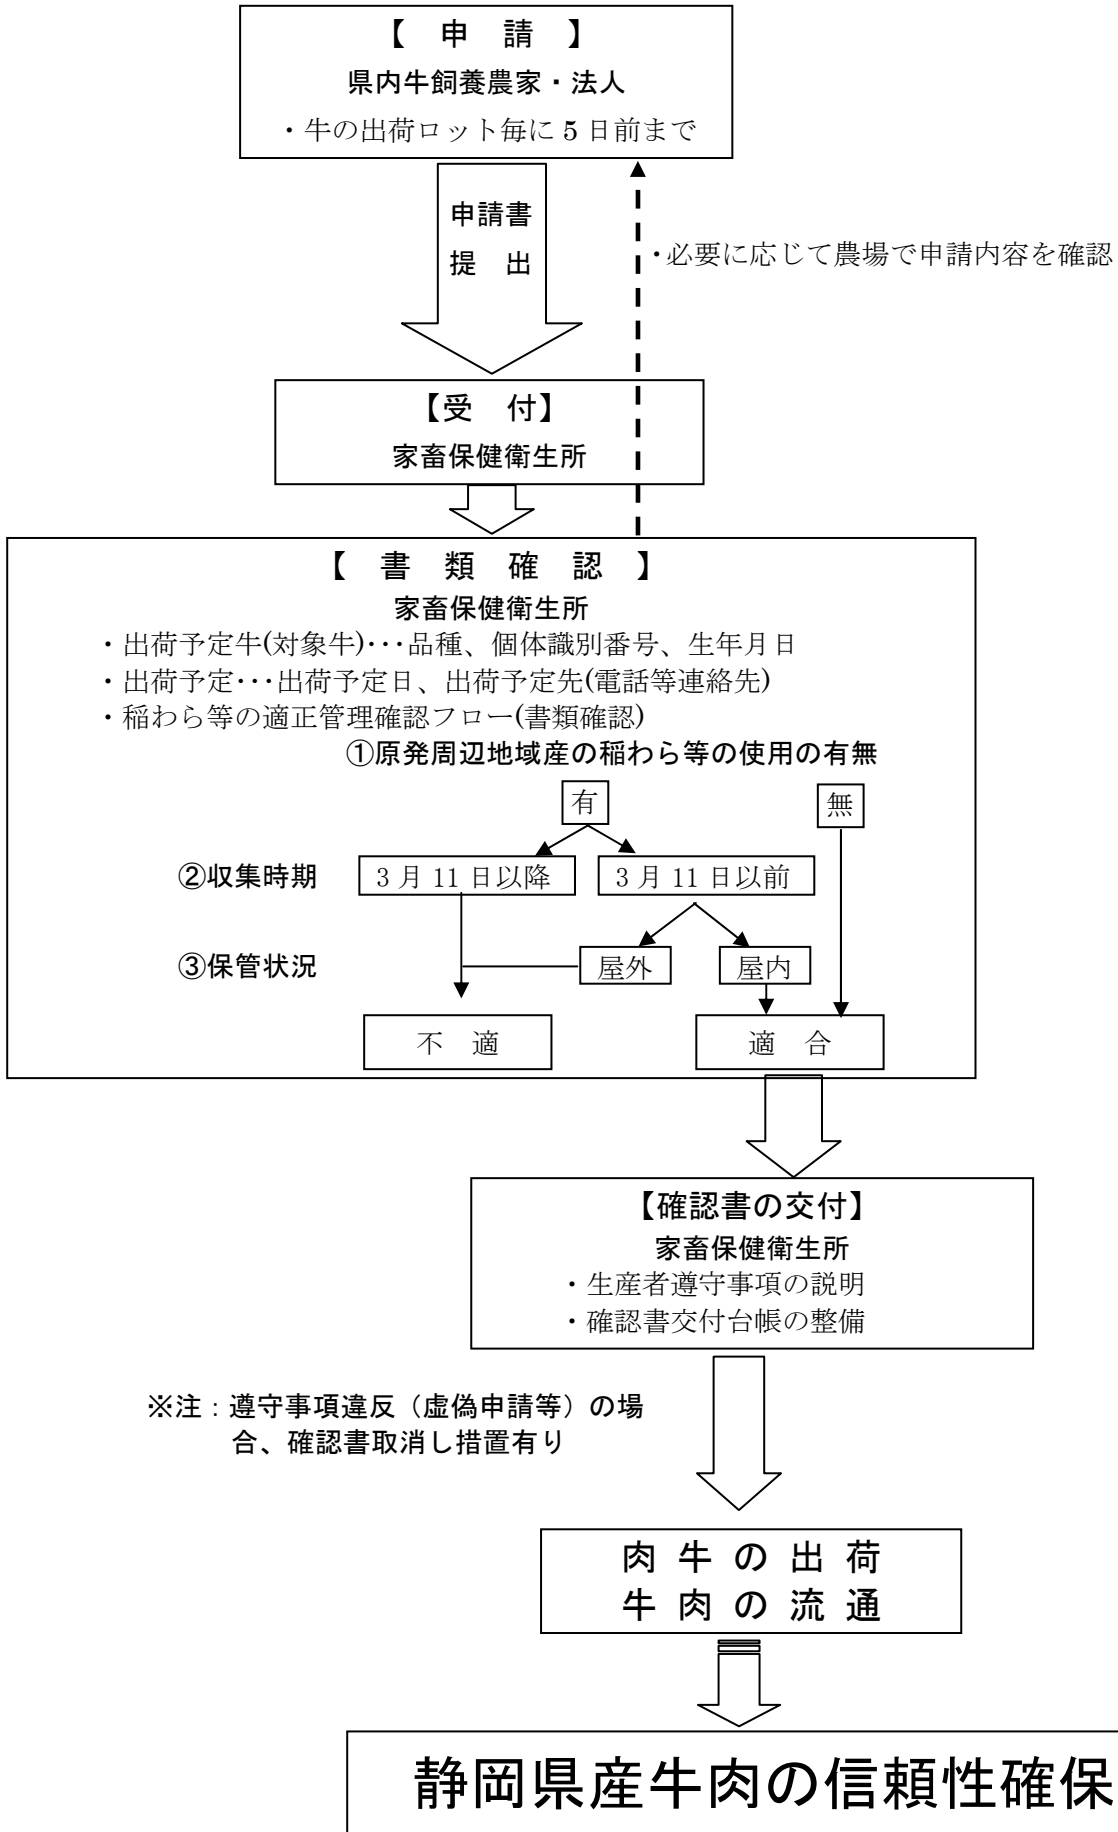 【　申　請　】
県内牛飼養農家・法人
・牛の出荷ロット毎に 5 日前まで
申請書
提　出
・必要に応じて農場で申請内容を確認
【受　付】
家畜保健衛生所
【　書　類　確　認　】
家畜保健衛生所
・出荷予定牛(対象牛)･･･品種、個体識別番号、生年月日
・出荷予定･･･出荷予定日、出荷予定先(電話等連絡先)
・稲わら等の適正管理確認フロー(書類確認)
①原発周辺地域産の稲わら等の使用の有無
有
無
②収集時期
3 月 11 日以降
3 月 11 日以前
③保管状況
屋外
屋内
不　適
適　合
【確認書の交付】
家畜保健衛生所
・生産者遵守事項の説明
・確認書交付台帳の整備
※注：遵守事項違反（虚偽申請等）の場
合、確認書取消し措置有り
肉 牛 の 出 荷
牛 肉 の 流 通
静岡県産牛肉の信頼性確保